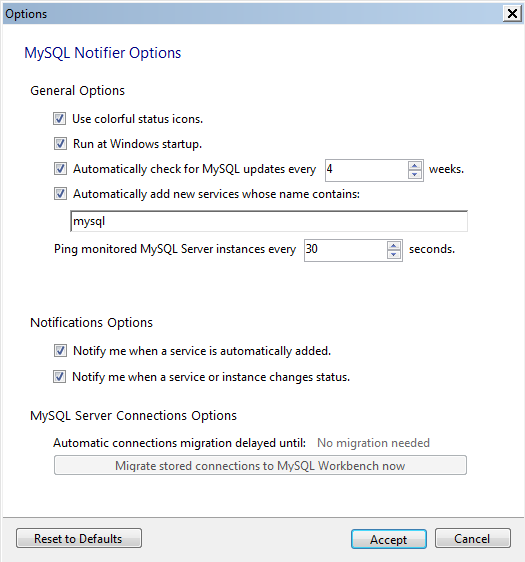 Options
MySQL Notifier Options
General Options
Use colorful status icons.
Run at Windows startup.
Automatically check for MySQL updates every 4 weeks.
Automatically add new services whose name contains:
mysql
Ping monitored MySQL Server instances every 30 seconds.
Notifications Options
Notify me when a service is automatically added.
Notify me when a service or instance changes status.
MySQL Server Connections Options
Automatic connections migration delayed until: No migration needed
Migrate stored connections to MySQL Workbench now
Reset to Defaults Accept Cancel